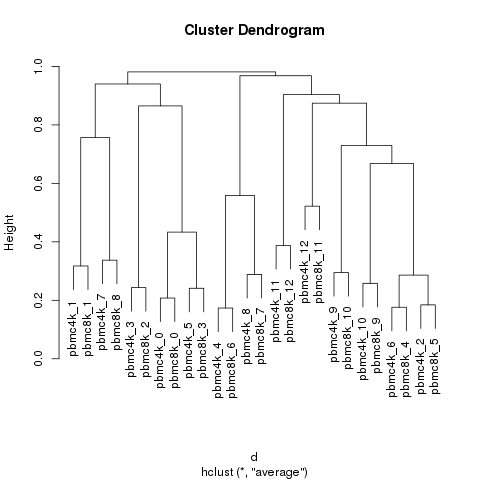 Cluster Dendrogram
Height
1.0
0.8
0.6
0.4
0.2
0.0
pbmc4k_1
pbmc8k_1
pbmc4k_7
pbmc8k_8
pbmc4k_3
pbmc8k_2
pbmc4k_0
pbmc8k_0
pbmc4k_5
pbmc8k_3
pbmc4k_4
pbmc8k_6
pbmc4k_8
pbmc8k_7
pbmc4k_11
pbmc8k_12
pbmc4k_12
pbmc8k_11
pbmc4k_9
pbmc8k_10
pbmc4k_10
pbmc8k_9
pbmc4k_6
pbmc8k_4
pbmc4k_2
pbmc8k_5
d
hclust (*, "average")